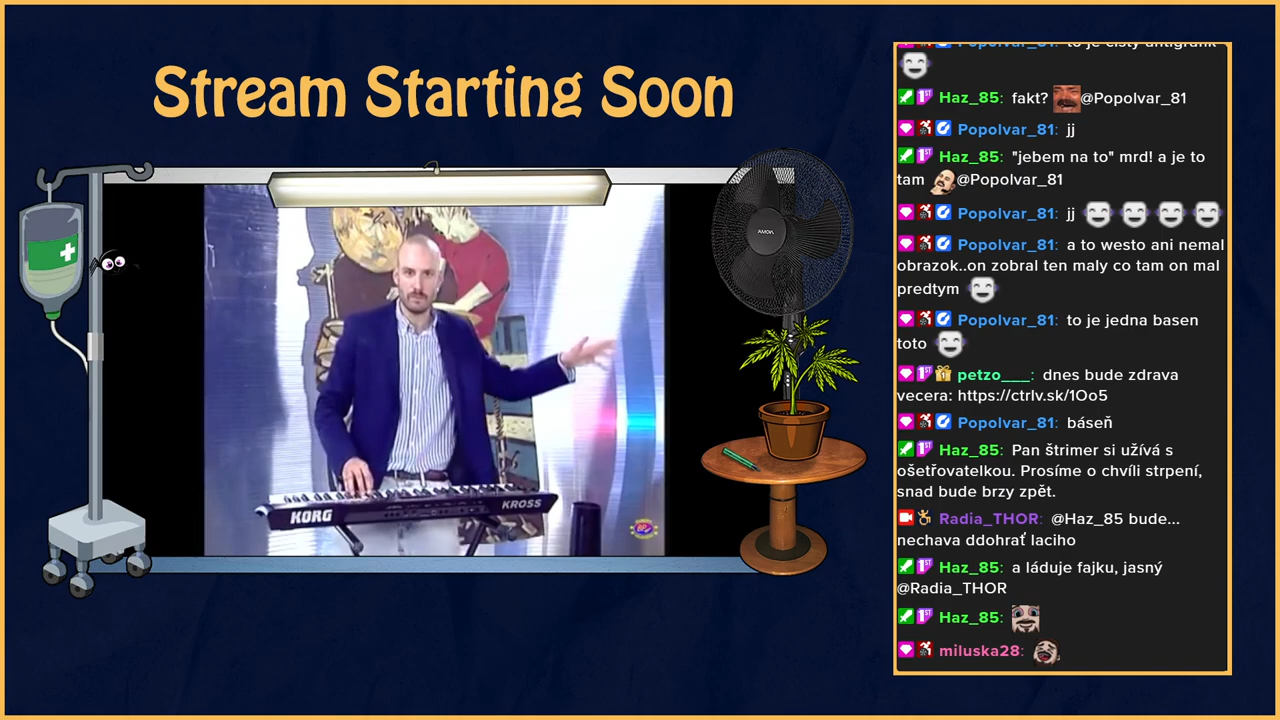 Stream Starting Soon
AMOA
KORG
KROSS
BP
Popolvar_81: to je čistý antigrafik
Haz_85: fakt? @Popolvar_81
Popolvar_81: jj
Haz_85: "jebem na to" mrd! a je to
tam @Popolvar_81
Popolvar_81: jj
Popolvar_81: a to westo ani nemal
obrazok..on zobral ten maly co tam on mal
predtym
Popolvar_81: to je jedna basen
toto
petzo___: dnes bude zdrava
vecera: https://ctrlv.sk/1Oo5
Popolvar_81: báseň
Haz_85: Pan štrimer si užívá s
ošetřovatelkou. Prosíme o chvíli strpení,
snad bude brzy zpět.
Radia_THOR: @Haz_85 bude...
nechava ddohrať laciho
Haz_85: a láduje fajku, jasný
@Radia_THOR
Haz_85:
miluska28: